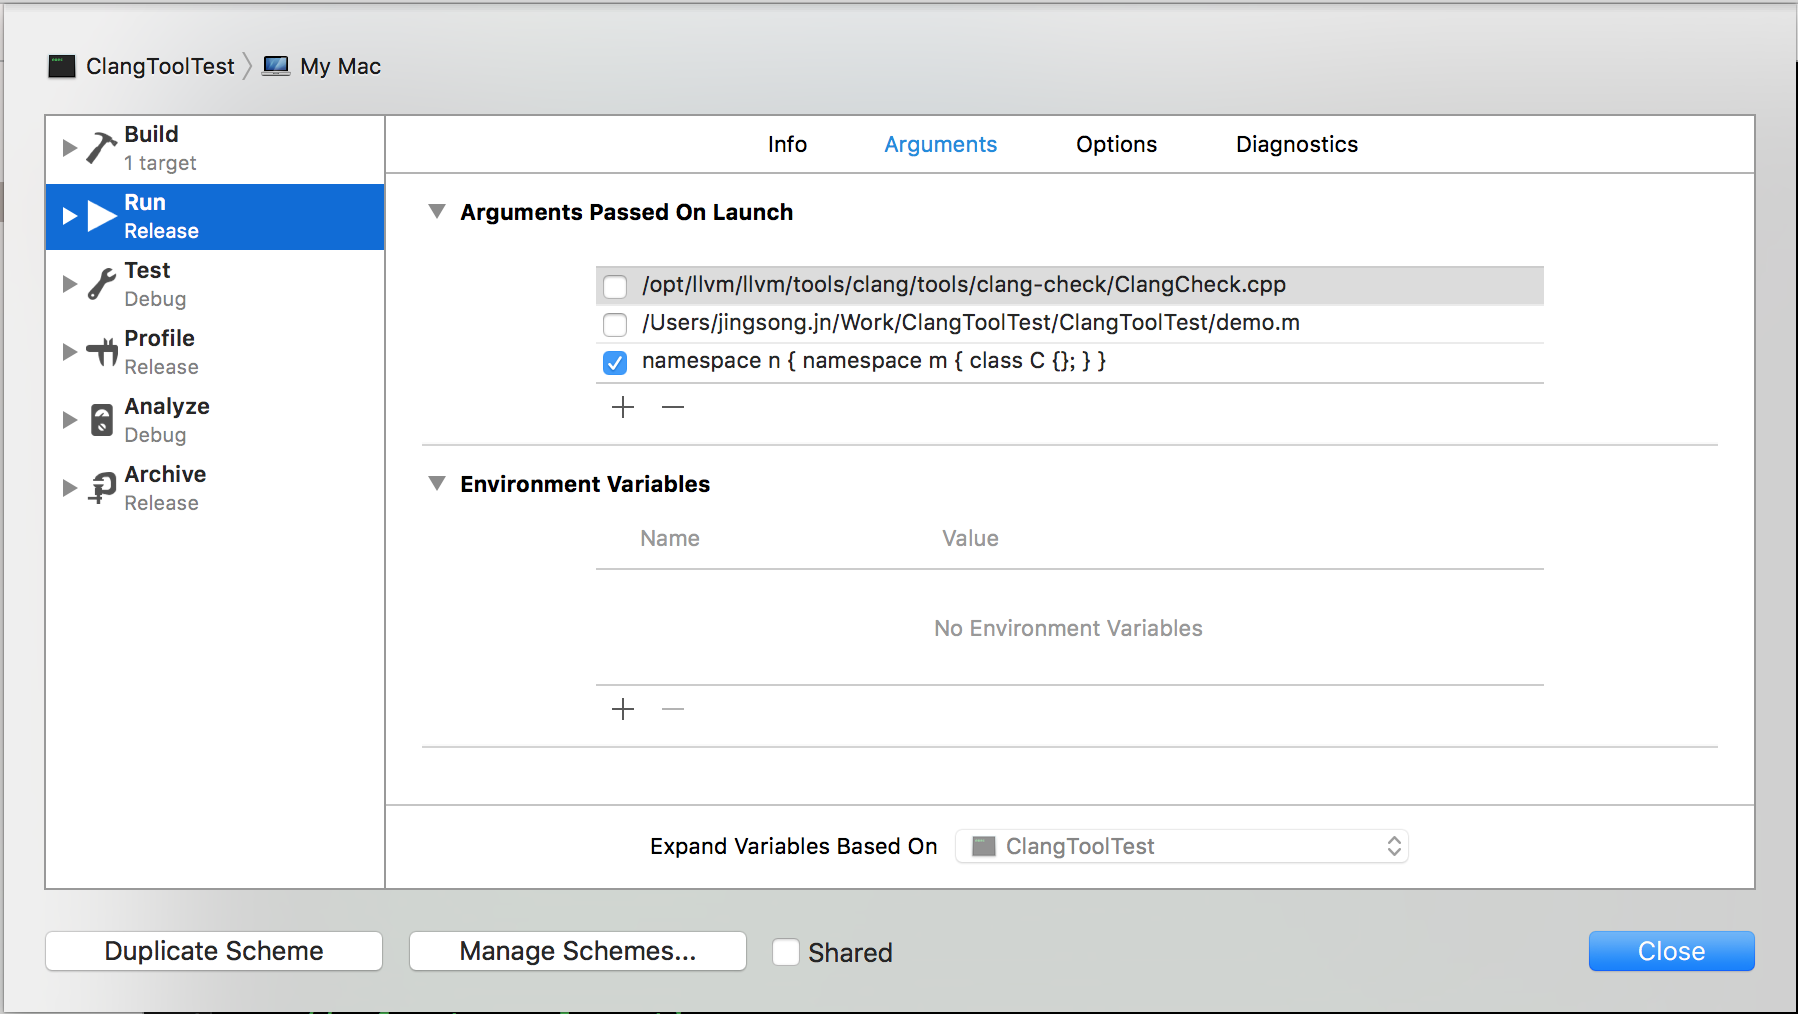 ClangToolTest My Mac
Build
1 target
Run
Release
Test
Debug
Profile
Release
Analyze
Debug
Archive
Release
Info Arguments Options Diagnostics
Arguments Passed On Launch
/opt/llvm/llvm/tools/clang/tools/clang-check/ClangCheck.cpp
/Users/jingsong.jn/Work/ClangToolTest/ClangToolTest/demo.m
namespace n { namespace m { class C {}; } }
Environment Variables
Name Value
No Environment Variables
Expand Variables Based On ClangToolTest
Duplicate Scheme Manage Schemes... Shared Close